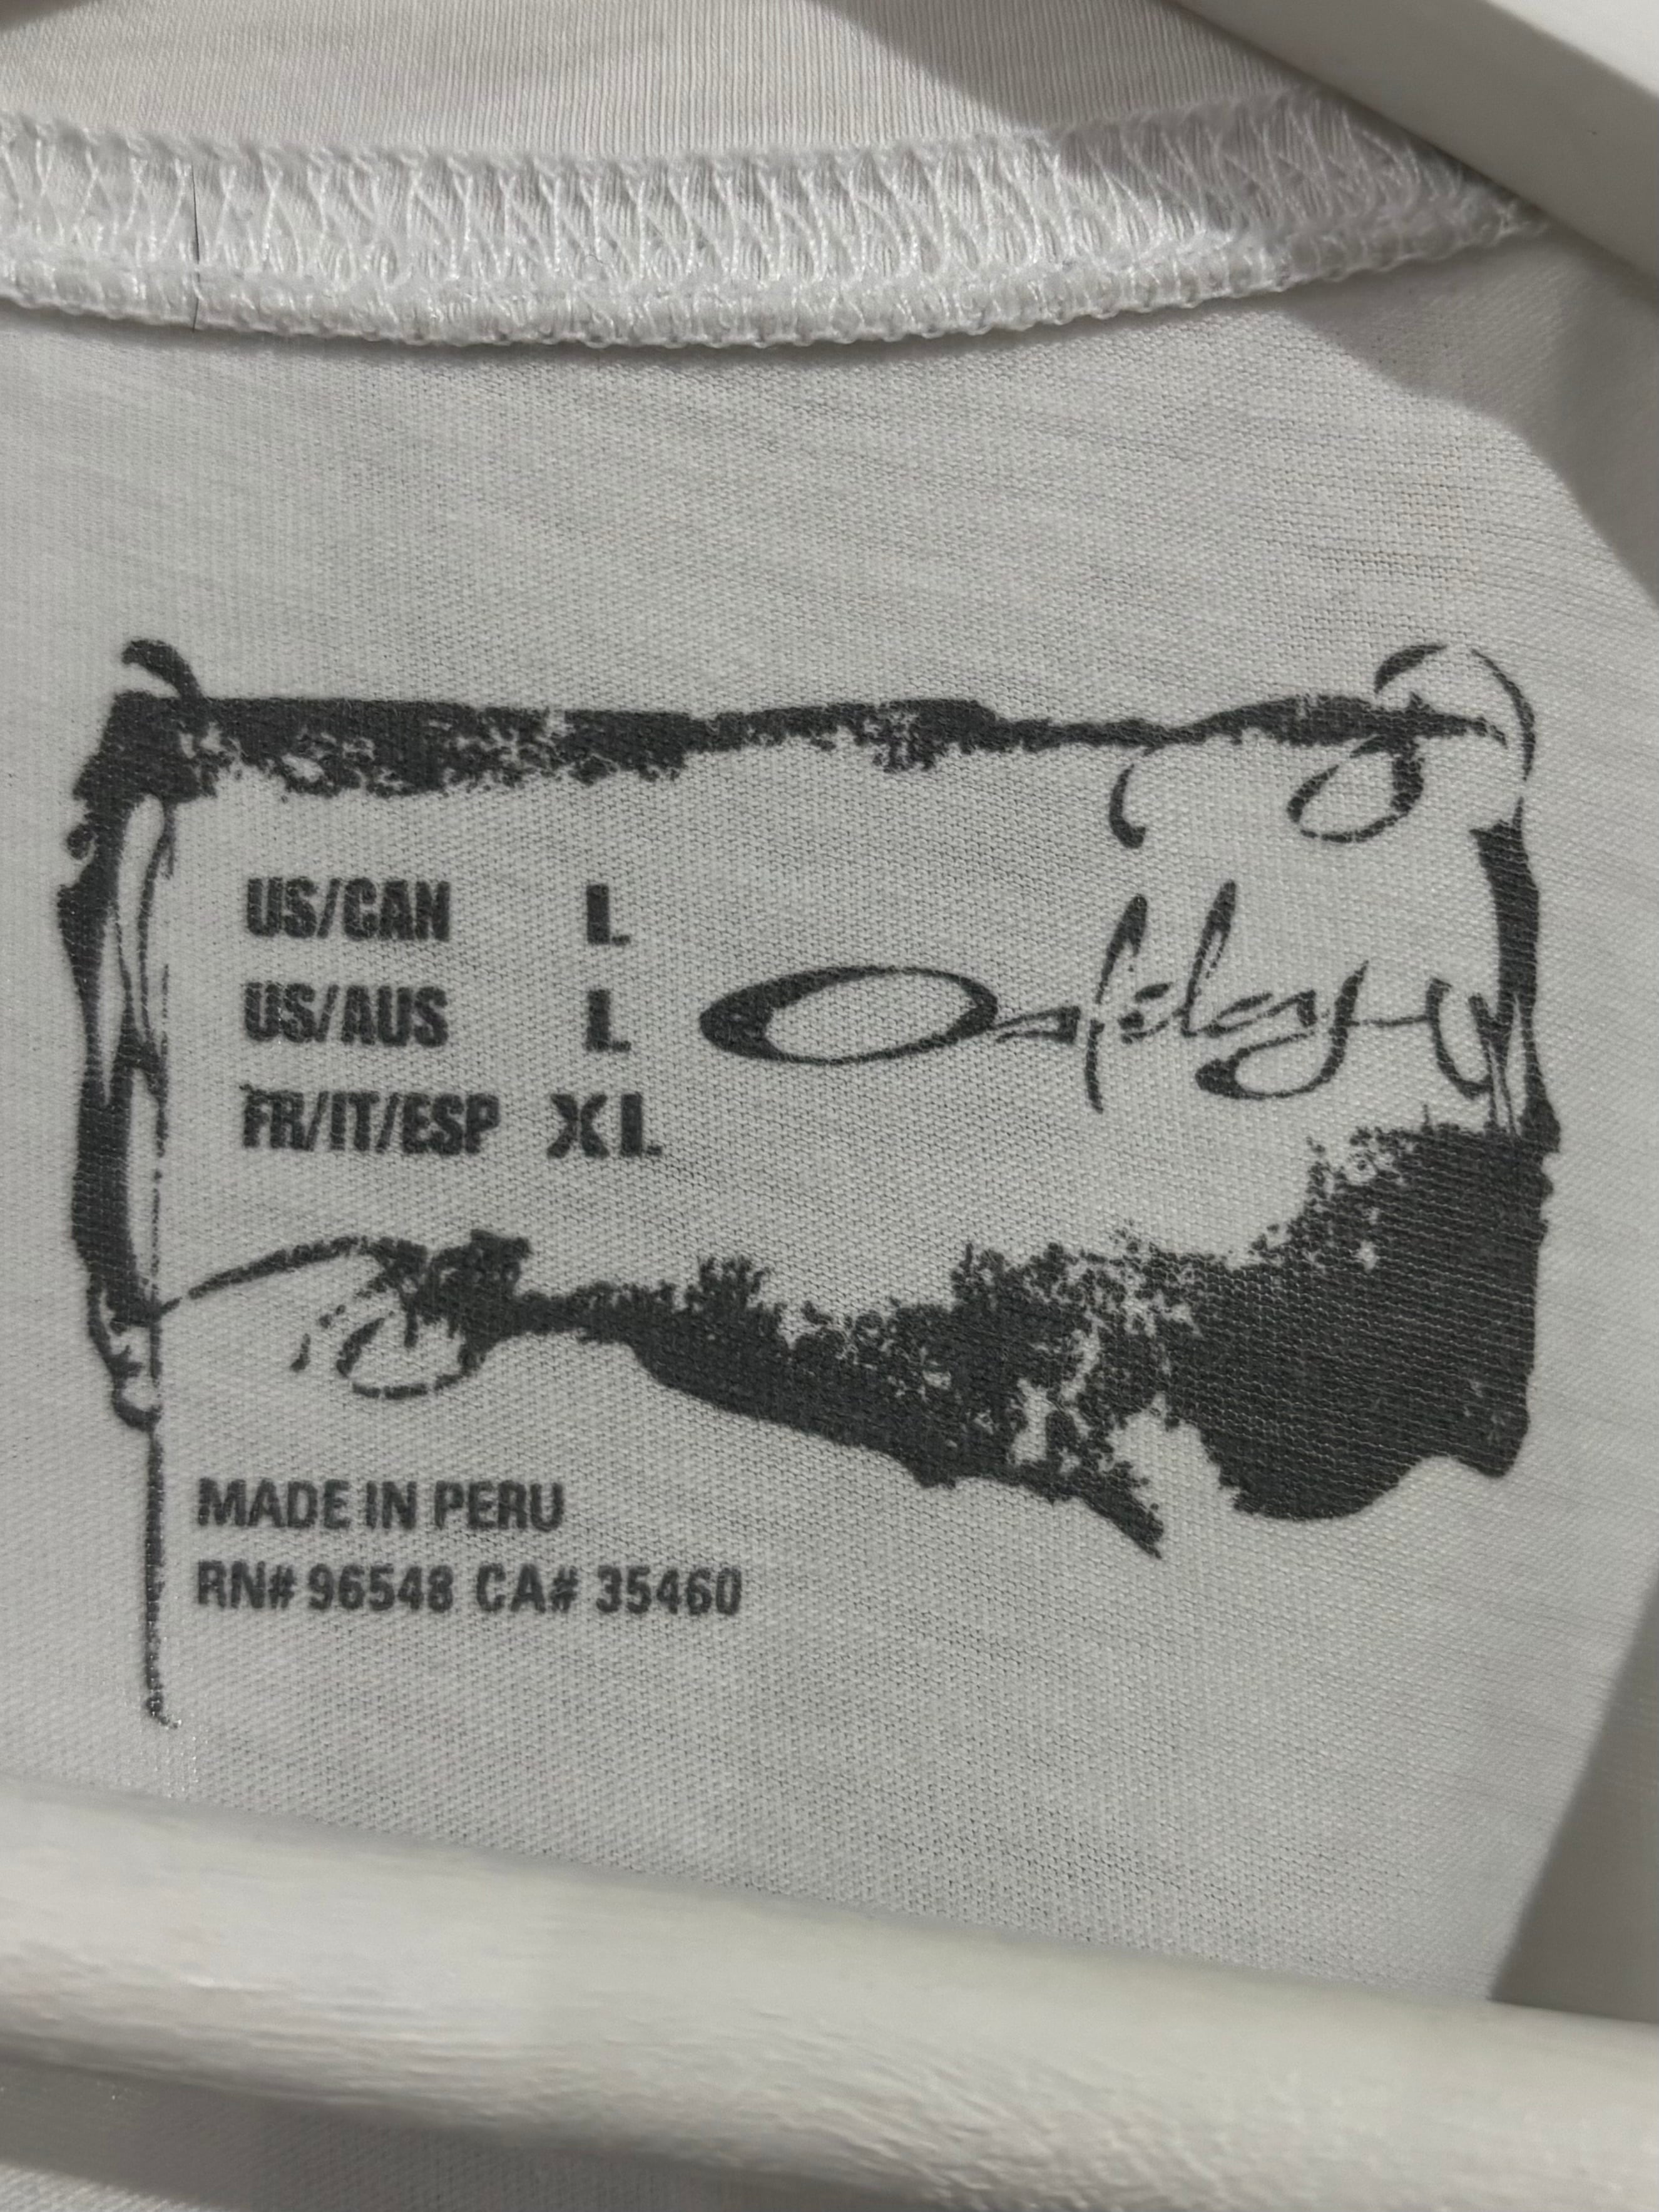 US/CAN L
US/AUS L
FR/IT/ESP XL
Oakley
MADE IN PERU
RN# 96548 CA# 35460